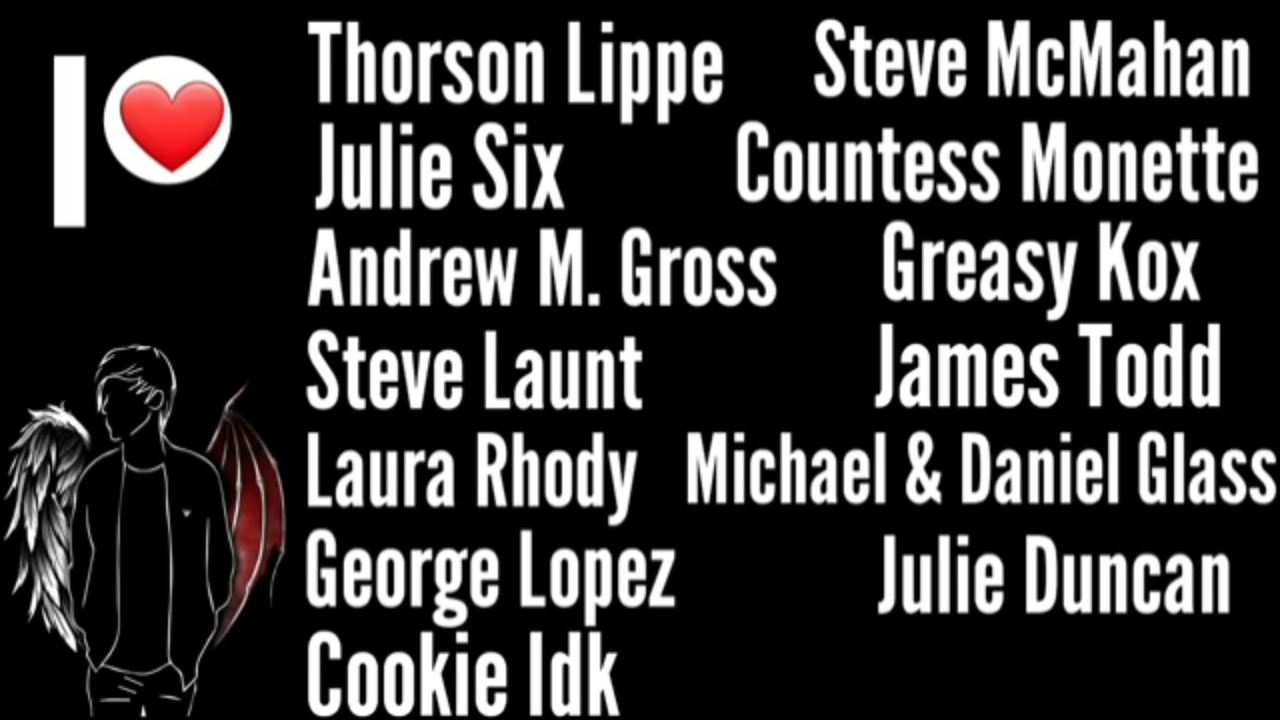 I ❤
Thorson Lippe
Julie Six
Andrew M. Gross
Steve Launt
Laura Rhody
George Lopez
Cookie Idk
Steve McMahan
Countess Monette
Greasy Kox
James Todd
Michael & Daniel Glass
Julie Duncan